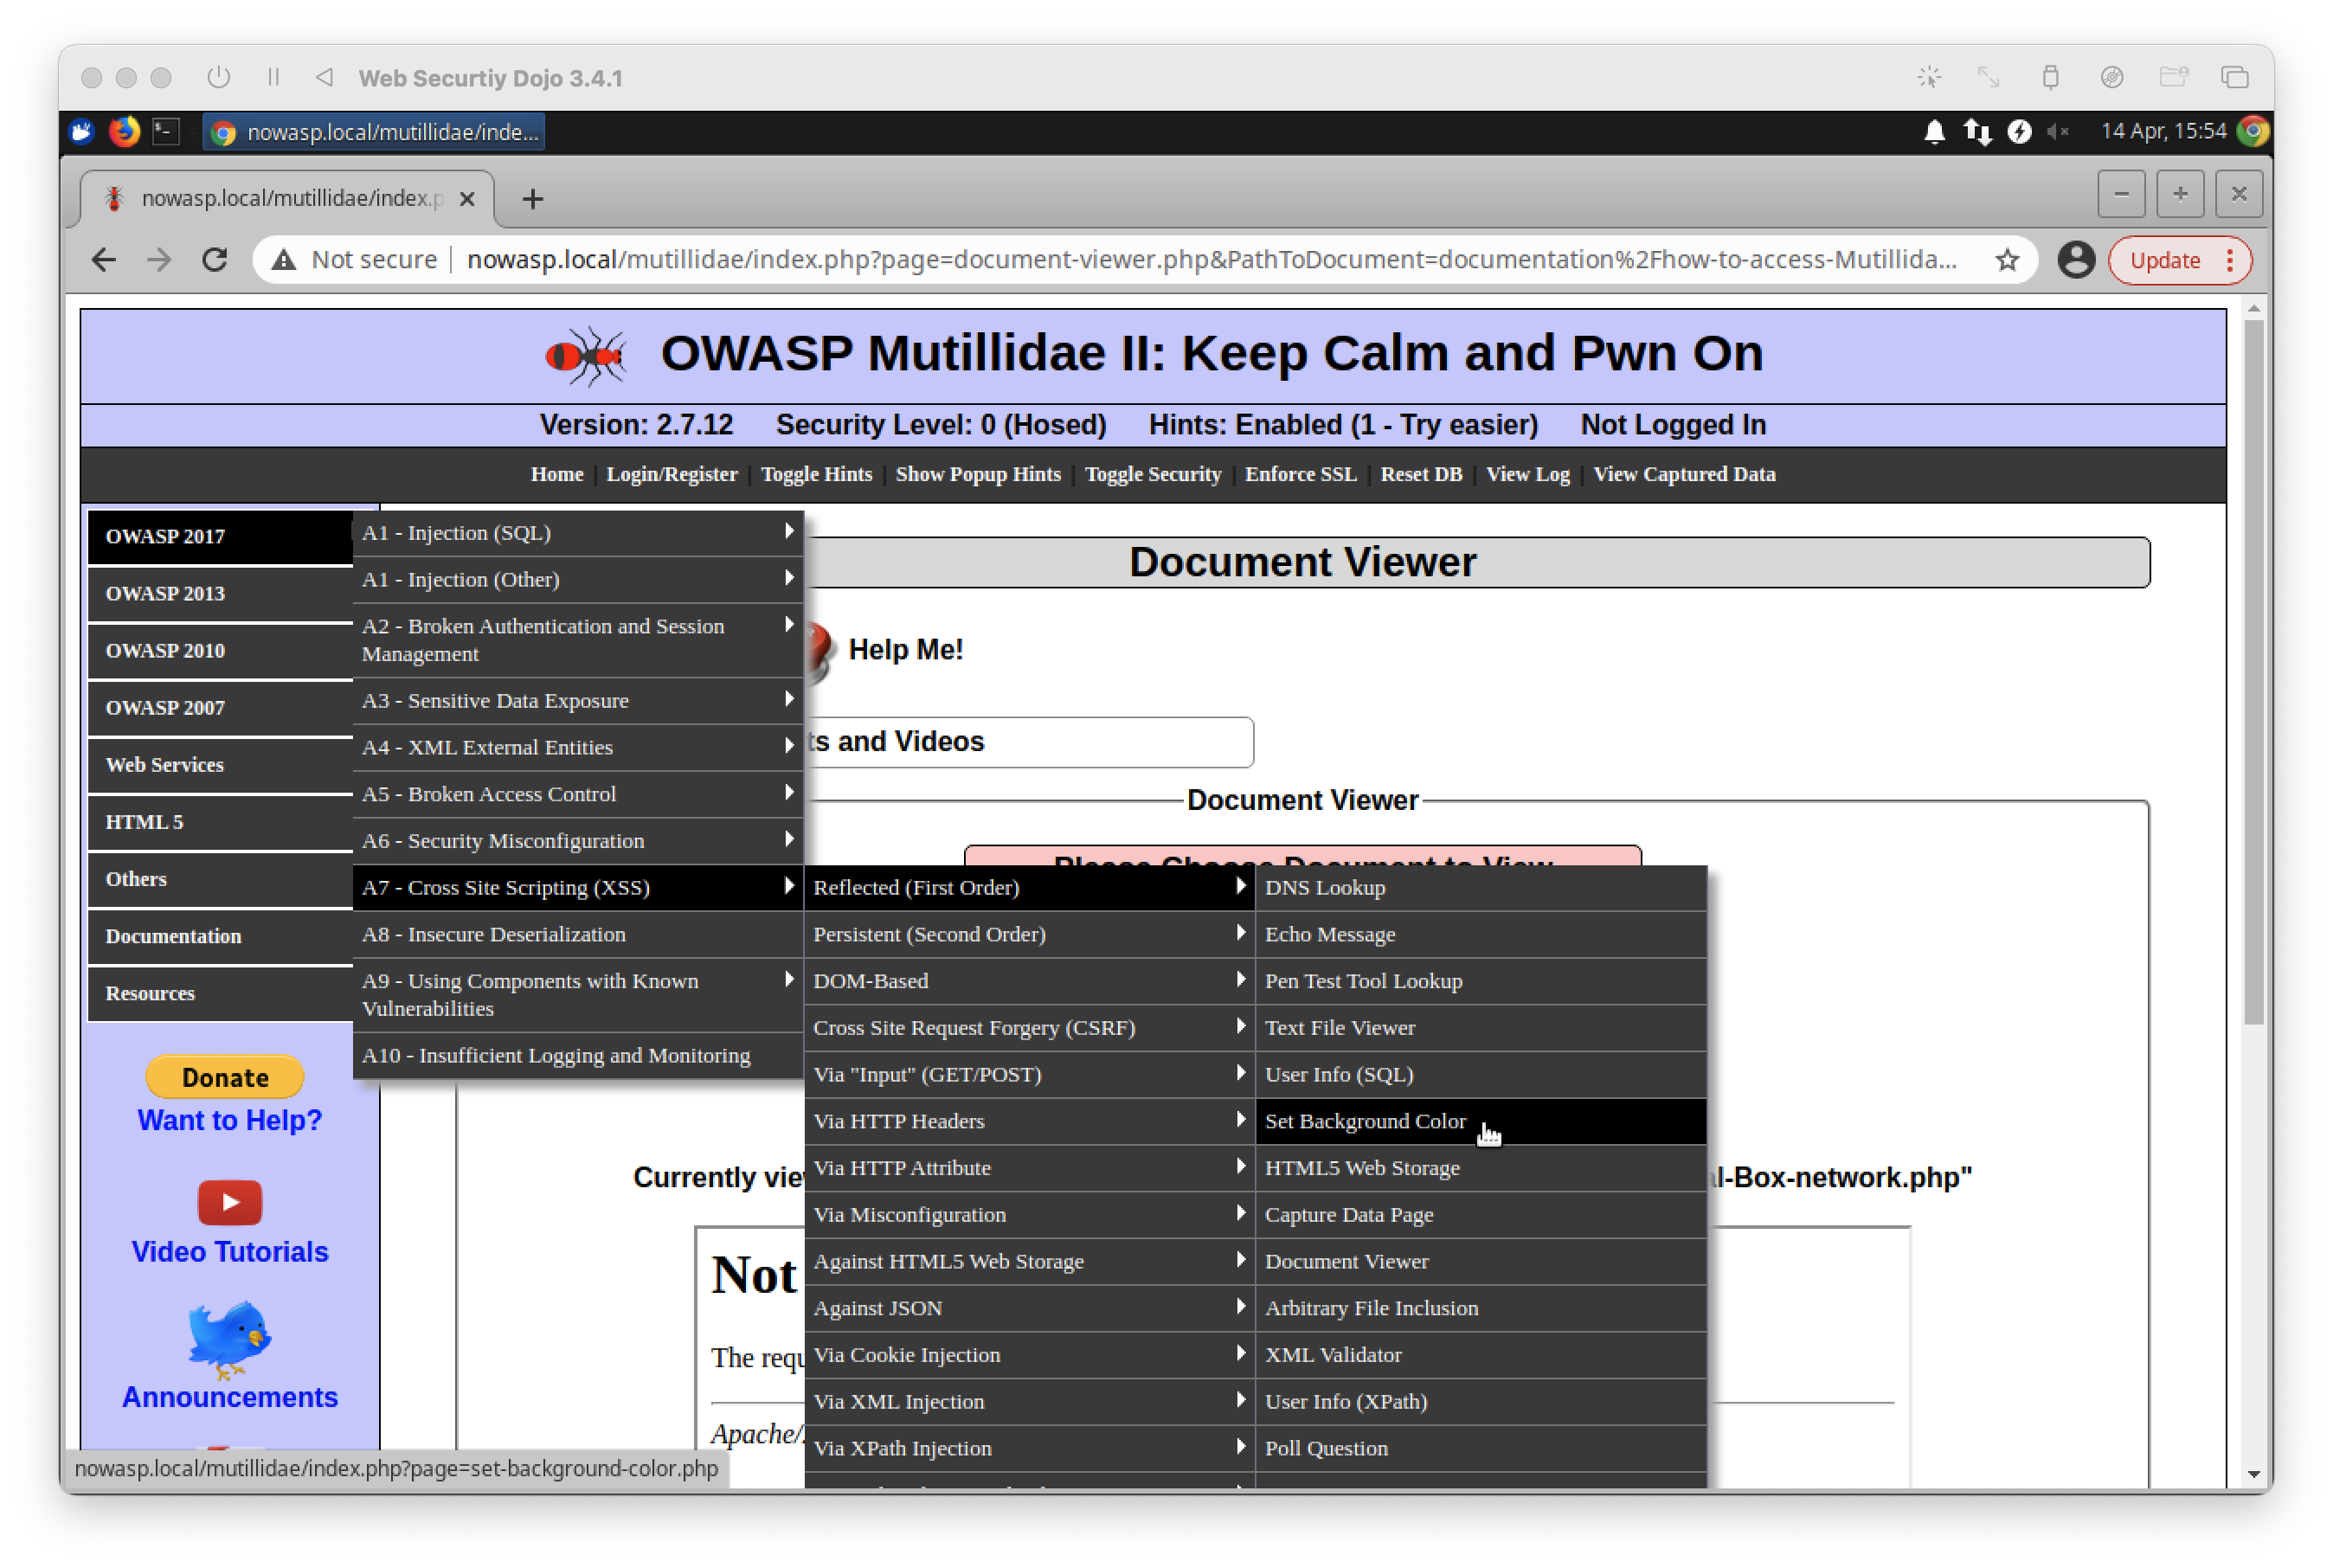 Web Securtiy Dojo 3.4.1
nowasp.local/mutillidae/inde...
14 Apr, 15:54
nowasp.local/mutillidae/index.p
Not secure
nowasp.local/mutillidae/index.php?page=document-viewer.php&PathToDocument=documentation%2Fhow-to-access-Mutillida...
Update
OWASP Mutillidae II: Keep Calm and Pwn On
Version: 2.7.12 Security Level: 0 (Hosed) Hints: Enabled (1 - Try easier) Not Logged In
Home | Login/Register | Toggle Hints | Show Popup Hints | Toggle Security | Enforce SSL | Reset DB | View Log | View Captured Data
OWASP 2017
OWASP 2013
OWASP 2010
OWASP 2007
Web Services
HTML 5
Others
Documentation
Resources
Donate
Want to Help?
Video Tutorials
Announcements
A1 - Injection (SQL)
A1 - Injection (Other)
A2 - Broken Authentication and Session
Management
A3 - Sensitive Data Exposure
A4 - XML External Entities
A5 - Broken Access Control
A6 - Security Misconfiguration
A7 - Cross Site Scripting (XSS)
A8 - Insecure Deserialization
A9 - Using Components with Known
Vulnerabilities
A10 - Insufficient Logging and Monitoring
Reflected (First Order)
Persistent (Second Order)
DOM-Based
Cross Site Request Forgery (CSRF)
Via "Input" (GET/POST)
Via HTTP Headers
Via HTTP Attribute
Via Misconfiguration
Against HTML5 Web Storage
Against JSON
Via Cookie Injection
Via XML Injection
Via XPath Injection
DNS Lookup
Echo Message
Pen Test Tool Lookup
Text File Viewer
User Info (SQL)
Set Background Color
HTML5 Web Storage
Capture Data Page
Document Viewer
Arbitrary File Inclusion
XML Validator
User Info (XPath)
Poll Question
Document Viewer
Help Me!
ts and Videos
Document Viewer
Please Choose Document to View
Currently vie
l-Box-network.php"
Not
The requ
Apache/
nowasp.local/mutillidae/index.php?page=set-background-color.php